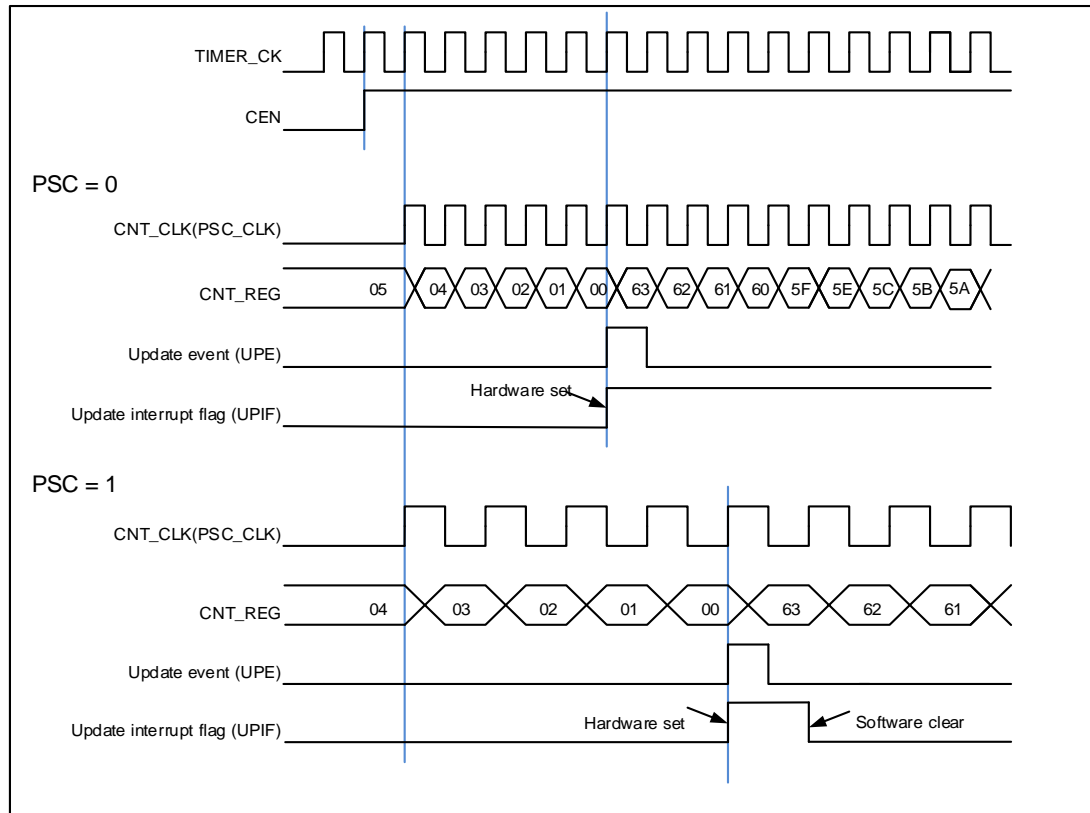 TIMER_CK
CEN
PSC = 0
CNT_CLK(PSC_CLK)
CNT_REG 05 04 03 02 01 00 63 62 61 60 5F 5E 5C 5B 5A
Update event (UPE)
Hardware set
Update interrupt flag (UPIF)
PSC = 1
CNT_CLK(PSC_CLK)
CNT_REG 04 03 02 01 00 63 62 61
Update event (UPE)
Update interrupt flag (UPIF) Hardware set Software clear